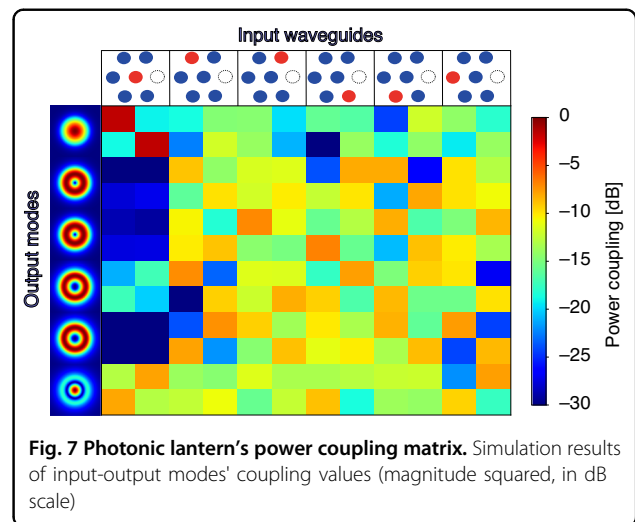 Input waveguides
Output modes
0
−5
−10
−15
−20
−25
−30
Power coupling [dB]
Fig. 7 Photonic lantern’s power coupling matrix. Simulation results
of input-output modes' coupling values (magnitude squared, in dB
scale)